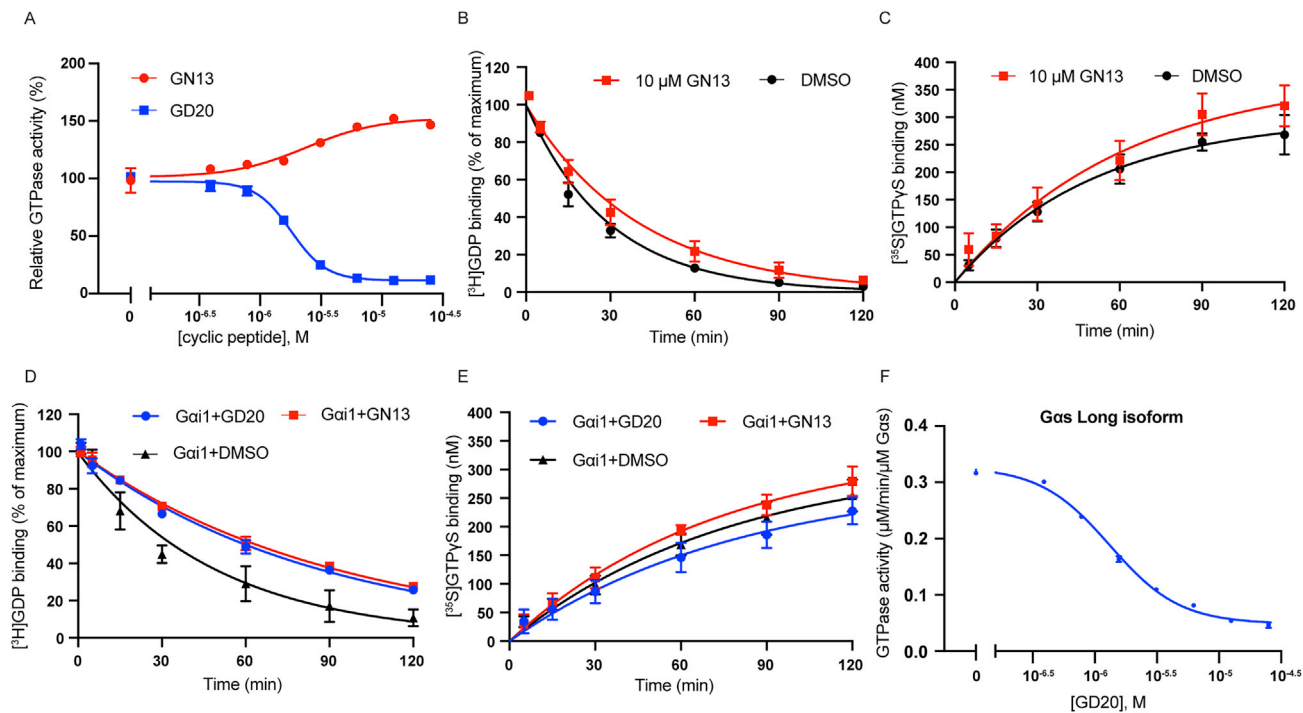 A
Relative GTPase activity (%)
200
150
100
50
0
GN13
GD20
0
10⁻⁶·⁵
10⁻⁶
10⁻⁵·⁵
10⁻⁵
10⁻⁴·⁵
[cyclic peptide], M
B
[³H]GDP binding (% of maximum)
120
100
80
60
40
20
0
10 µM GN13
DMSO
0
30
60
90
120
Time (min)
C
[³⁵S]GTPγS binding (nM)
400
350
300
250
200
150
100
50
0
10 µM GN13
DMSO
0
30
60
90
120
Time (min)
D
[³H]GDP binding (% of maximum)
120
100
80
60
40
20
0
Gαi1+GD20
Gαi1+GN13
Gαi1+DMSO
0
30
60
90
120
Time (min)
E
[³⁵S]GTPγS binding (nM)
400
350
300
250
200
150
100
50
0
Gαi1+GD20
Gαi1+GN13
Gαi1+DMSO
0
30
60
90
120
Time (min)
F
Gαs Long isoform
GTPase activity (µM/min/µM Gαs)
0.4
0.3
0.2
0.1
0.0
0
10⁻⁶·⁵
10⁻⁶
10⁻⁵·⁵
10⁻⁵
10⁻⁴·⁵
[GD20], M